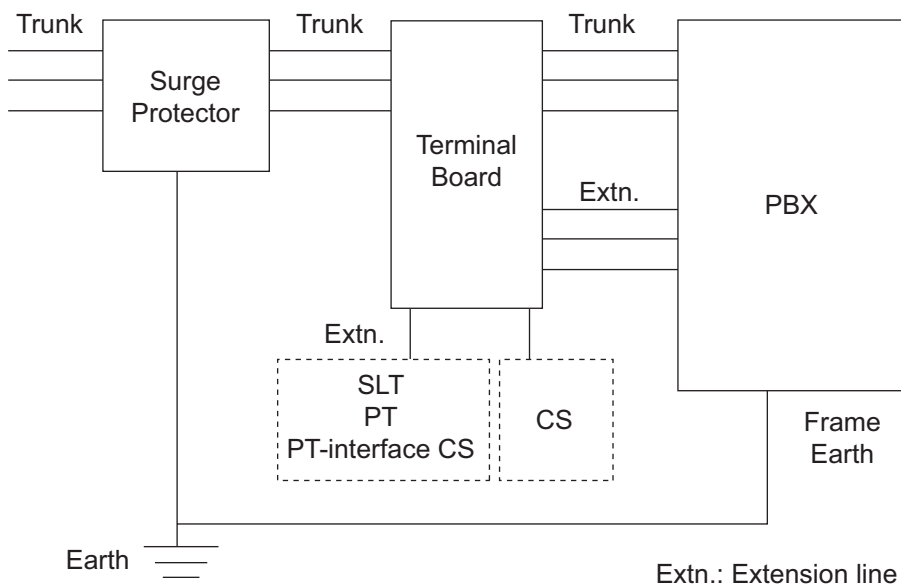 Trunk
Trunk
Trunk
Surge
Protector
Terminal
Board
Extn.
PBX
Extn.
SLT
PT
PT-interface CS
CS
Frame
Earth
Earth
Extn.: Extension line